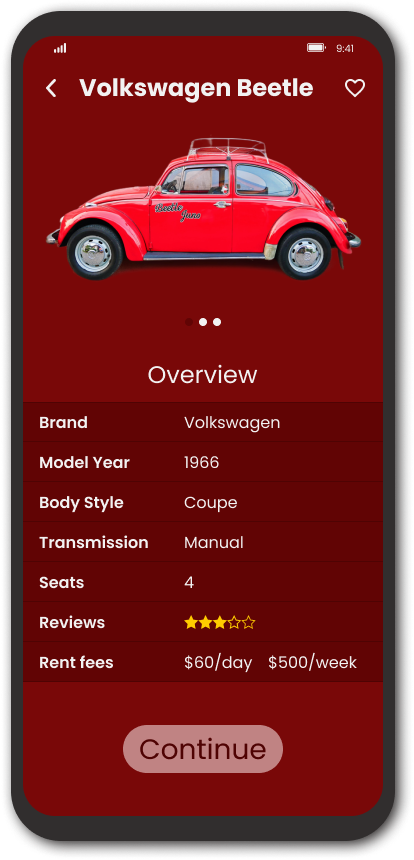 9:41
Volkswagen Beetle
Beetle
June
Overview
Brand Volkswagen
Model Year 1966
Body Style Coupe
Transmission Manual
Seats 4
Reviews
Rent fees $60/day $500/week
Continue